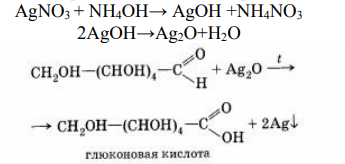 AgNO₃ + NH₄OH→ AgOH +NH₄NO₃
2AgOH→Ag₂O+H₂O
CH₂OH—(CHOH)₄—C=O H + Ag₂O —t→
→ CH₂OH—(CHOH)₄—C=O OH + 2Ag↓
глюконовая кислота